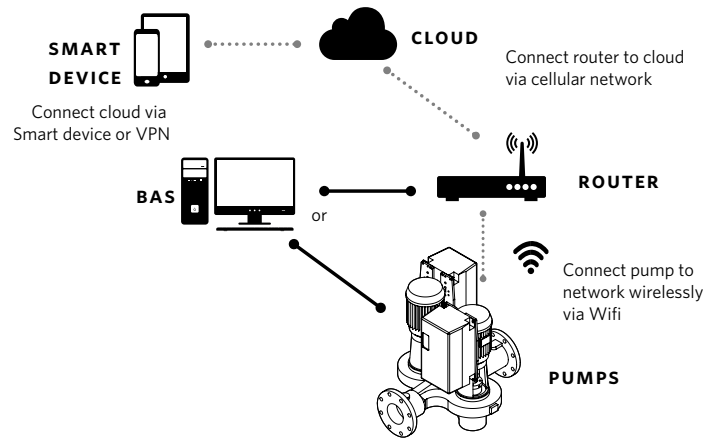 SMART
DEVICE
CLOUD
Connect router to cloud
via cellular network
Connect cloud via
Smart device or VPN
BAS
or
ROUTER
Connect pump to
network wirelessly
via Wifi
PUMPS